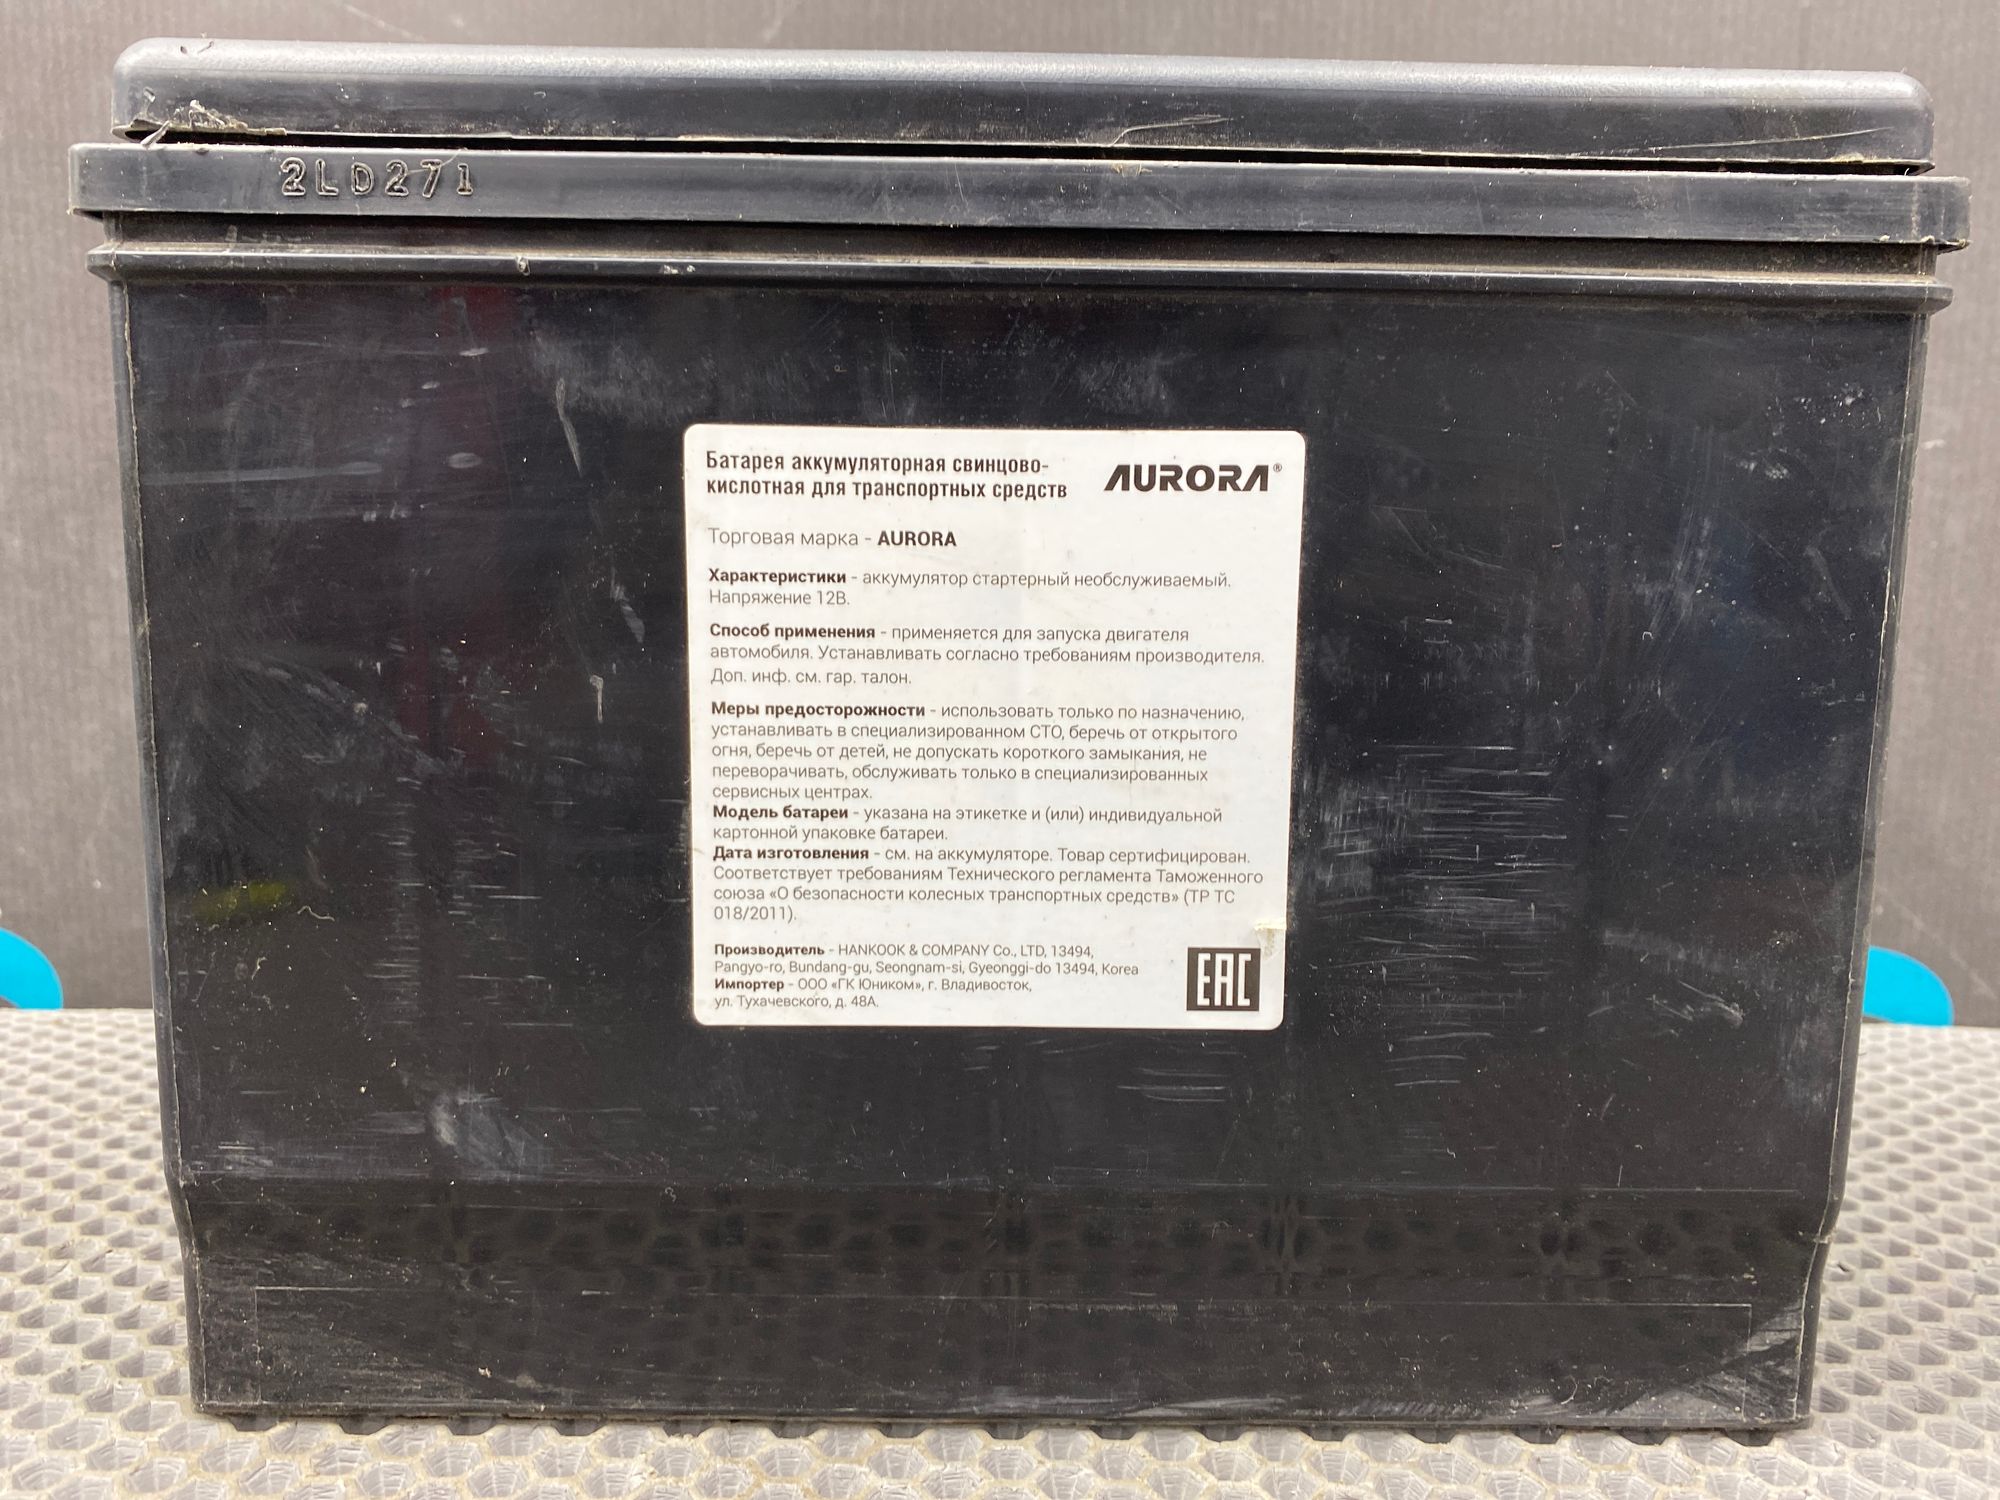 2LD271
Батарея аккумуляторная свинцово-
кислотная для транспортных средств
AURORA®
Торговая марка - AURORA
Характеристики - аккумулятор стартерный необслуживаемый.
Напряжение 12В.
Способ применения - применяется для запуска двигателя
автомобиля. Устанавливать согласно требованиям производителя.
Доп. инф. см. гар. талон.
Меры предосторожности - использовать только по назначению,
устанавливать в специализированном СТО, беречь от открытого
огня, беречь от детей, не допускать короткого замыкания, не
переворачивать, обслуживать только в специализированных
сервисных центрах.
Модель батареи - указана на этикетке и (или) индивидуальной
картонной упаковке батареи.
Дата изготовления - см. на аккумуляторе. Товар сертифицирован.
Соответствует требованиям Технического регламента Таможенного
союза «О безопасности колесных транспортных средств» (ТР ТС
018/2011).
Производитель - HANKOOK & COMPANY Co., LTD, 13494,
Pangyo-ro, Bundang-gu, Seongnam-si, Gyeonggi-do 13494, Korea
Импортер - ООО «ГК Юником», г. Владивосток,
ул. Тухачевского, д. 48А.
EAC